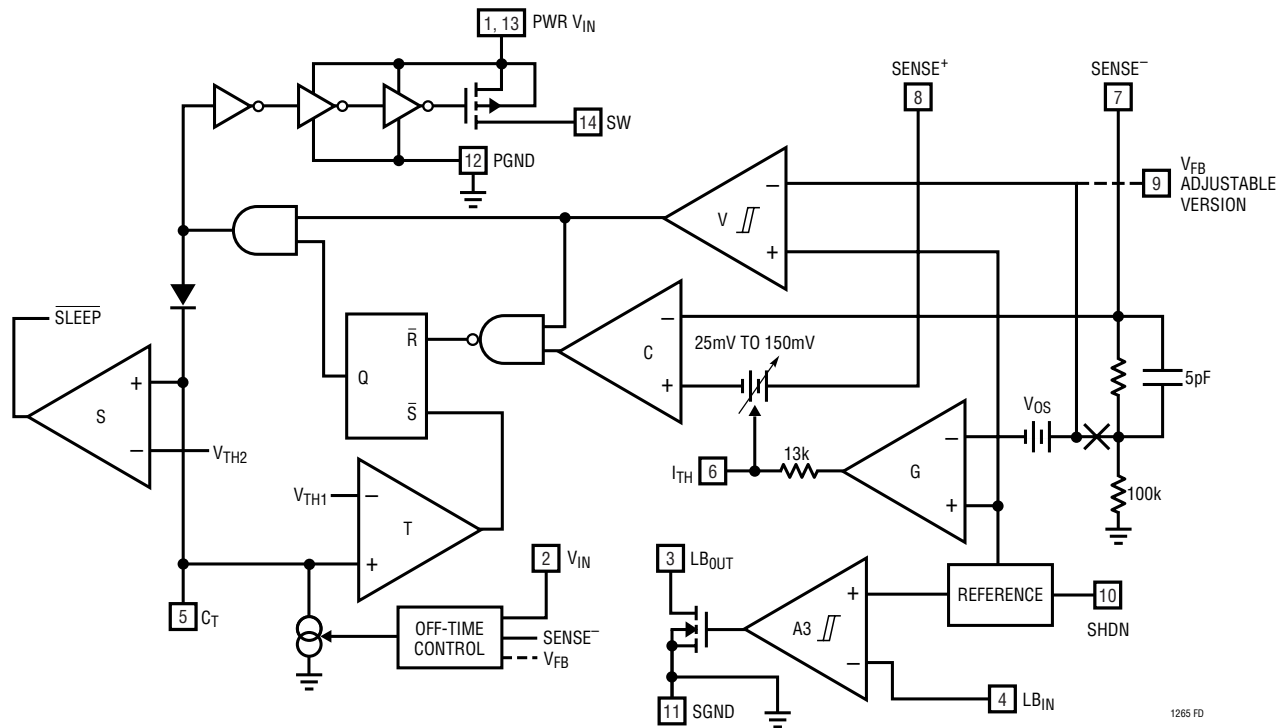 1, 13 PWR VIN
SENSE+
SENSE−
8
7
14 SW
12 PGND
9 VFB
ADJUSTABLE
VERSION
V
−
+
SLEEP
R
Q
S
C
−
+
25mV TO 150mV
5pF
S
+
−
VTH2
VOS
13k
ITH 6
G
−
+
100k
VTH1
T
−
+
2 VIN
3 LBOUT
5 CT
OFF-TIME
CONTROL
SENSE−
VFB
A3
+
−
REFERENCE
10
SHDN
11 SGND
4 LBIN
1265 FD